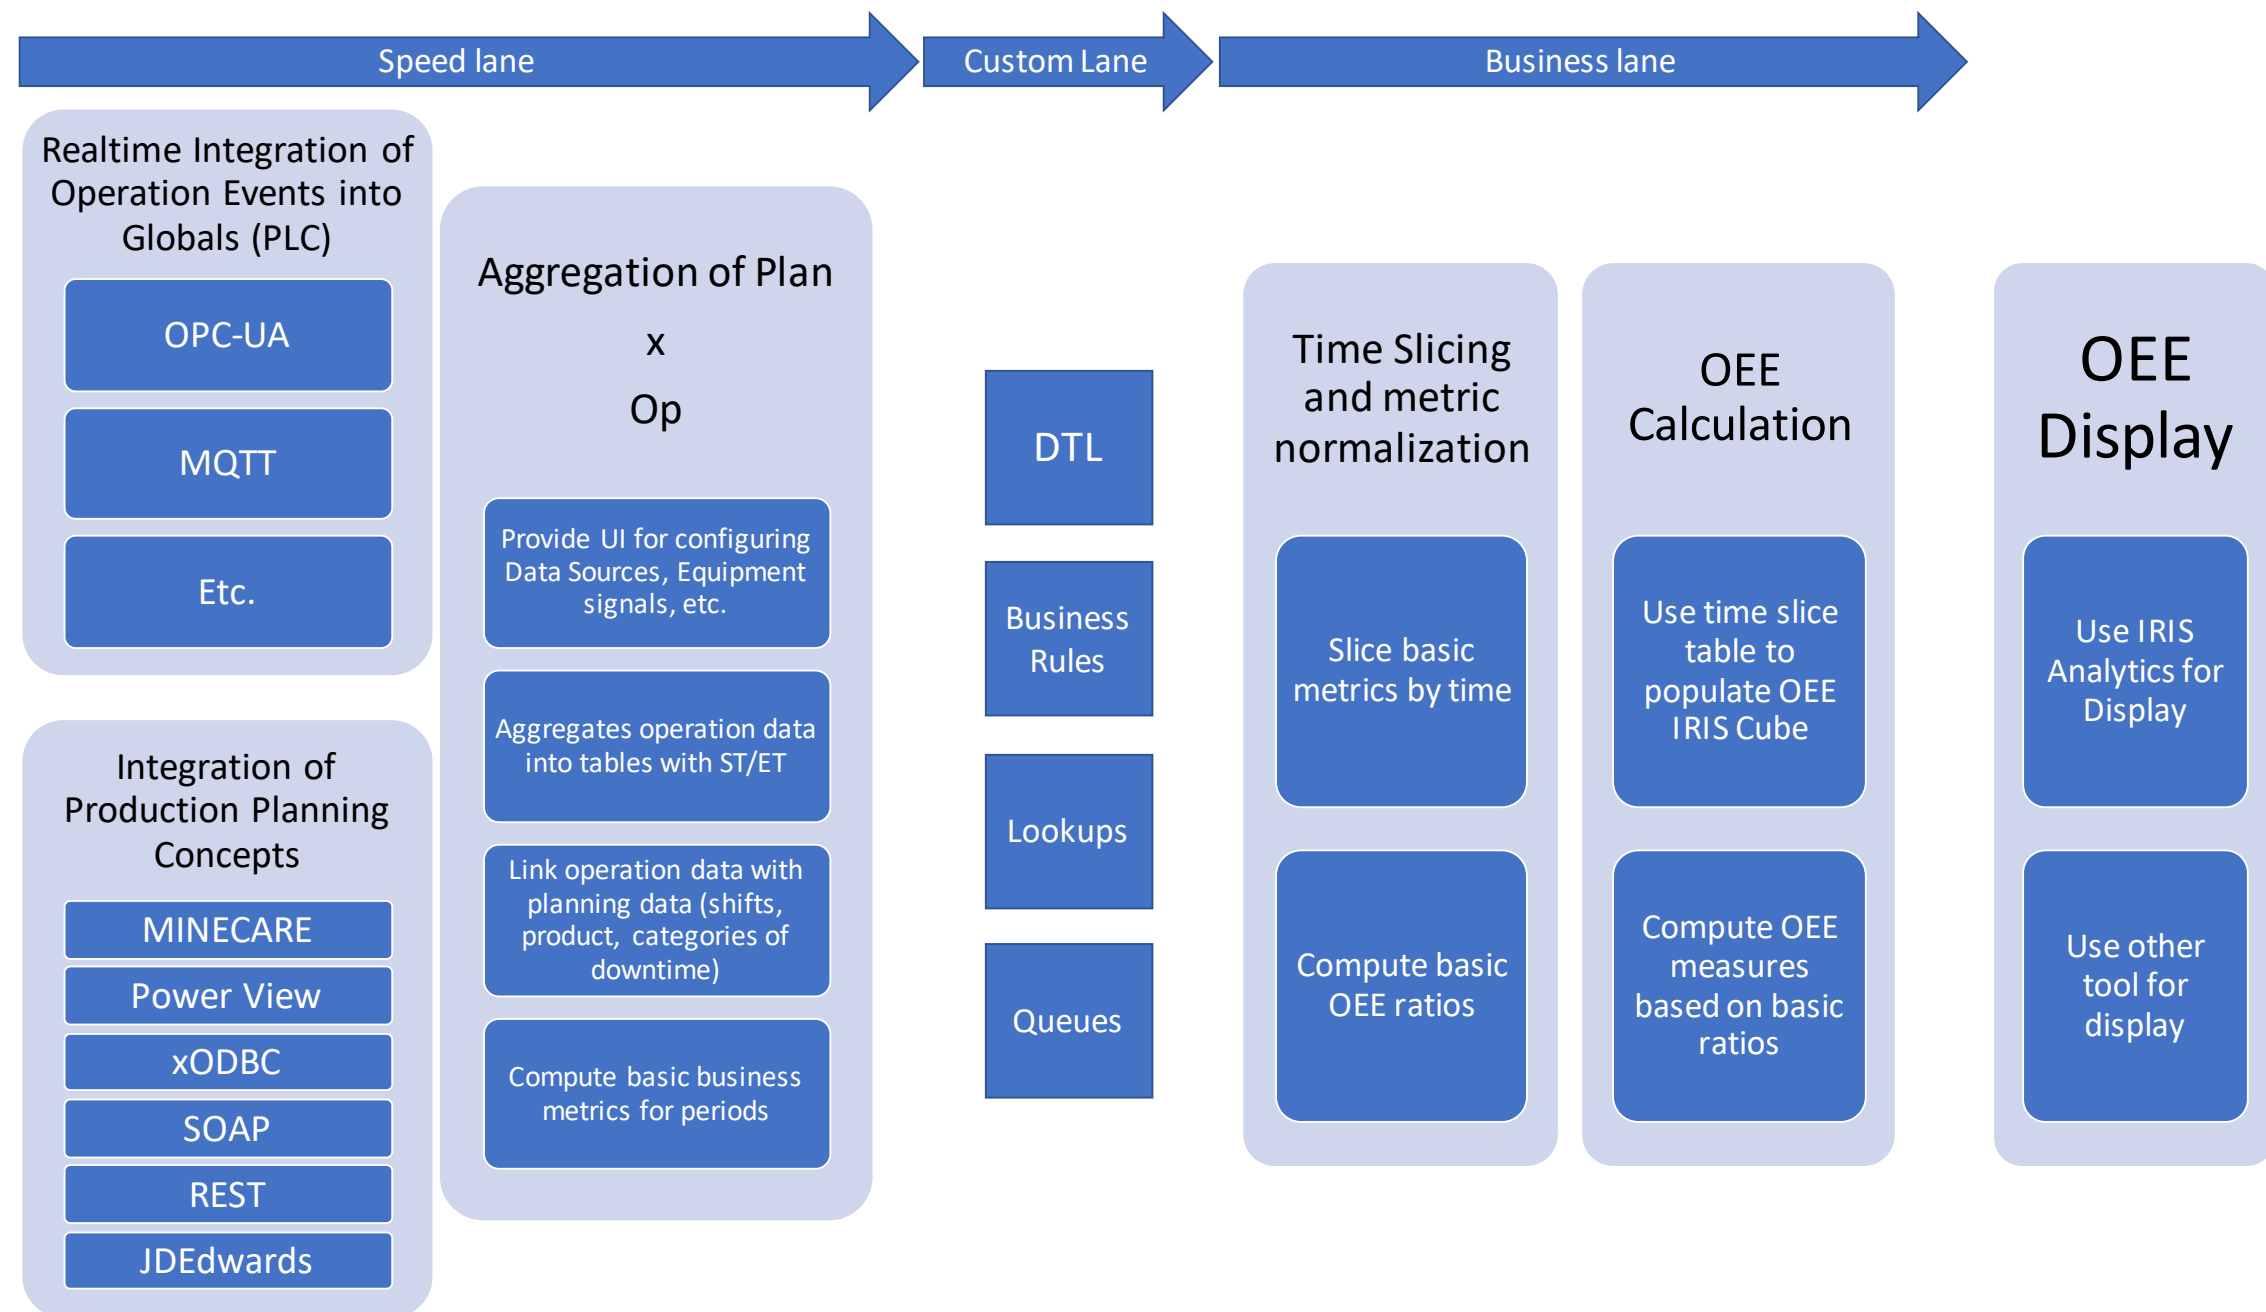 Speed lane
Custom Lane
Business lane
Realtime Integration of
Operation Events into
Globals (PLC)
OPC-UA
MQTT
Etc.
Integration of
Production Planning
Concepts
MINECARE
Power View
xODBC
SOAP
REST
JDEdwards
Aggregation of Plan
x
Op
Provide UI for configuring
Data Sources, Equipment
signals, etc.
Aggregates operation data
into tables with ST/ET
Link operation data with
planning data (shifts,
product, categories of
downtime)
Compute basic business
metrics for periods
DTL
Business
Rules
Lookups
Queues
Time Slicing
and metric
normalization
Slice basic
metrics by time
Compute basic
OEE ratios
OEE
Calculation
Use time slice
table to
populate OEE
IRIS Cube
Compute OEE
measures
based on basic
ratios
OEE
Display
Use IRIS
Analytics for
Display
Use other
tool for
display